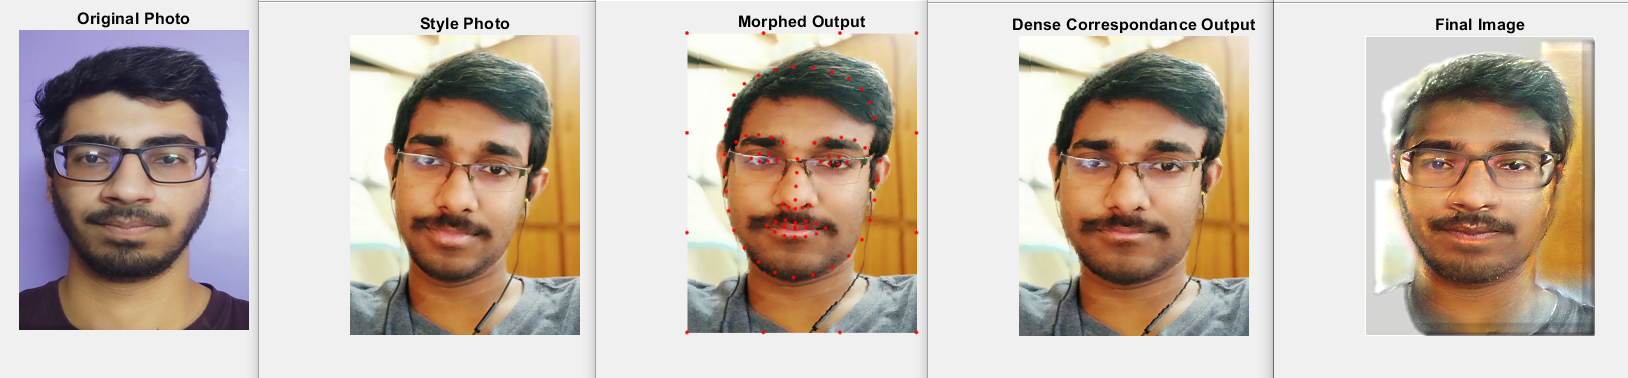 Original Photo
Style Photo
Morphed Output
Dense Correspondance Output
Final Image